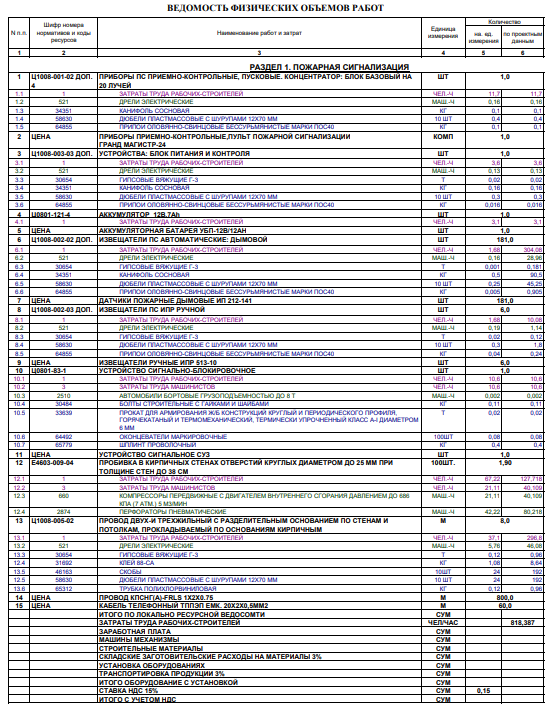 ВЕДОМОСТЬ ФИЗИЧЕСКИХ ОБЪЕМОВ РАБОТ
N п.п. Шифр номера нормативов и коды ресурсов Наименование работ и затрат Единица измерения Количество
на. ед. измерения по проектным данным
1 2 3 4 5 6
РАЗДЕЛ 1. ПОЖАРНАЯ СИГНАЛИЗАЦИЯ
1 Ц1008-001-02 ДОП. 4 ПРИБОРЫ ПС ПРИЕМНО-КОНТРОЛЬНЫЕ, ПУСКОВЫЕ. КОНЦЕНТРАТОР: БЛОК БАЗОВЫЙ НА 20 ЛУЧЕЙ ШТ 1,0
1.1 1 ЗАТРАТЫ ТРУДА РАБОЧИХ-СТРОИТЕЛЕЙ ЧЕЛ.-Ч 11,7 11,7
1.2 521 ДРЕЛИ ЭЛЕКТРИЧЕСКИЕ МАШ.-Ч 0,16 0,16
1.3 34351 КАНИФОЛЬ СОСНОВАЯ КГ 0,1 0,1
1.4 58630 ДЮБЕЛИ ПЛАСТМАССОВЫЕ С ШУРУПАМИ 12Х70 ММ 10 ШТ 0,4 0,4
1.5 64855 ПРИПОИ ОЛОВЯННО-СВИНЦОВЫЕ БЕССУРЬМЯНИСТЫЕ МАРКИ ПОС40 КГ 0,1 0,1
2 ЦЕНА ПРИБОРЫ ПРИЕМНО-КОНТРОЛЬНЫЕ,ПУЛЬТ ПОЖАРНОЙ СИГНАЛИЗАЦИИ ГРАНД МАГИСТР-24 КОМП 1,0
3 Ц1008-003-03 ДОП. УСТРОЙСТВА: БЛОК ПИТАНИЯ И КОНТРОЛЯ ШТ 1,0
3.1 1 ЗАТРАТЫ ТРУДА РАБОЧИХ-СТРОИТЕЛЕЙ ЧЕЛ.-Ч 3,6 3,6
3.2 521 ДРЕЛИ ЭЛЕКТРИЧЕСКИЕ МАШ.-Ч 0,13 0,13
3.3 30654 ГИПСОВЫЕ ВЯЖУЩИЕ Г-3 Т 0,02 0,02
3.4 34351 КАНИФОЛЬ СОСНОВАЯ КГ 0,16 0,16
3.5 58630 ДЮБЕЛИ ПЛАСТМАССОВЫЕ С ШУРУПАМИ 12Х70 ММ 10 ШТ 0,3 0,3
3.6 64855 ПРИПОИ ОЛОВЯННО-СВИНЦОВЫЕ БЕССУРЬМЯНИСТЫЕ МАРКИ ПОС40 КГ 0,016 0,016
4 Ц0801-121-4 АККУМУЛЯТОР 12В,7Ah ШТ 1,0
4.1 1 ЗАТРАТЫ ТРУДА РАБОЧИХ-СТРОИТЕЛЕЙ ЧЕЛ.-Ч 3,1 3,1
5 ЦЕНА АККУМУЛЯТОРНАЯ БАТАРЕЯ УБП-12В/12АН ШТ 1,0
6 Ц1008-002-02 ДОП. ИЗВЕЩАТЕЛИ ПС АВТОМАТИЧЕСКИЕ: ДЫМОВОЙ ШТ 181,0
6.1 1 ЗАТРАТЫ ТРУДА РАБОЧИХ-СТРОИТЕЛЕЙ ЧЕЛ.-Ч 1,68 304,08
6.2 521 ДРЕЛИ ЭЛЕКТРИЧЕСКИЕ МАШ.-Ч 0,16 28,96
6.3 30654 ГИПСОВЫЕ ВЯЖУЩИЕ Г-3 Т 0,001 0,181
6.4 34351 КАНИФОЛЬ СОСНОВАЯ КГ 0,5 90,5
6.5 58630 ДЮБЕЛИ ПЛАСТМАССОВЫЕ С ШУРУПАМИ 12Х70 ММ 10 ШТ 0,25 45,25
6.6 64855 ПРИПОИ ОЛОВЯННО-СВИНЦОВЫЕ БЕССУРЬМЯНИСТЫЕ МАРКИ ПОС40 КГ 0,005 0,905
7 ЦЕНА ДАТЧИКИ ПОЖАРНЫЕ ДЫМОВЫЕ ИП 212-141 ШТ 181,0
8 Ц1008-002-03 ДОП. ИЗВЕЩАТЕЛИ ПС ИПР РУЧНОЙ ШТ 6,0
8.1 1 ЗАТРАТЫ ТРУДА РАБОЧИХ-СТРОИТЕЛЕЙ ЧЕЛ.-Ч 1,68 10,08
8.2 521 ДРЕЛИ ЭЛЕКТРИЧЕСКИЕ МАШ.-Ч 0,19 1,14
8.3 30654 ГИПСОВЫЕ ВЯЖУЩИЕ Г-3 Т 0,02 0,12
8.4 58630 ДЮБЕЛИ ПЛАСТМАССОВЫЕ С ШУРУПАМИ 12Х70 ММ 10 ШТ 0,3 1,8
8.5 64855 ПРИПОИ ОЛОВЯННО-СВИНЦОВЫЕ БЕССУРЬМЯНИСТЫЕ МАРКИ ПОС40 КГ 0,04 0,24
9 ЦЕНА ИЗВЕЩАТЕЛИ РУЧНЫЕ ИПР 513-10 ШТ 6,0
10 Ц0801-83-1 УСТРОЙСТВО СИГНАЛЬНО-БЛОКИРОВОЧНОЕ ШТ 1,0
10.1 1 ЗАТРАТЫ ТРУДА РАБОЧИХ-СТРОИТЕЛЕЙ ЧЕЛ.-Ч 10,6 10,6
10.2 3 ЗАТРАТЫ ТРУДА МАШИНИСТОВ ЧЕЛ.-Ч 10,6 10,6
10.3 2510 АВТОМОБИЛИ БОРТОВЫЕ ГРУЗОПОДЪЕМНОСТЬЮ ДО 8 Т МАШ.-Ч 0,002 0,002
10.4 30484 БОЛТЫ СТРОИТЕЛЬНЫЕ С ГАЙКАМИ И ШАЙБАМИ КГ 0,11 0,11
10.5 33639 ПРОКАТ ДЛЯ АРМИРОВАНИЯ Ж/Б КОНСТРУКЦИЙ КРУГЛЫЙ И ПЕРИОДИЧЕСКОГО ПРОФИЛЯ, ГОРЯЧЕКАТАНЫЙ И ТЕРМОМЕХАНИЧЕСКИЙ, ТЕРМИЧЕСКИ УПРОЧНЕННЫЙ КЛАСС А-I ДИАМЕТРОМ 6 ММ Т 0,02 0,02
10.6 64492 ОКОНЦЕВАТЕЛИ МАРКИРОВОЧНЫЕ 100ШТ 0,08 0,08
10.7 65779 ШПЛИНТ ПРОВОЛОЧНЫЙ КГ 0,4 0,4
11 ЦЕНА УСТРОЙСТВО СИГНАЛЬНОЕ СУЗ ШТ 1,0
12 Е4603-009-04 ПРОБИВКА В КИРПИЧНЫХ СТЕНАХ ОТВЕРСТИЙ КРУГЛЫХ ДИАМЕТРОМ ДО 25 ММ ПРИ ТОЛЩИНЕ СТЕН ДО 38 СМ 100ШТ. 1,90
12.1 1 ЗАТРАТЫ ТРУДА РАБОЧИХ-СТРОИТЕЛЕЙ ЧЕЛ.-Ч 67,22 127,718
12.2 3 ЗАТРАТЫ ТРУДА МАШИНИСТОВ ЧЕЛ.-Ч 21,11 40,109
12.3 660 КОМПРЕССОРЫ ПЕРЕДВИЖНЫЕ С ДВИГАТЕЛЕМ ВНУТРЕННЕГО СГОРАНИЯ ДАВЛЕНИЕМ ДО 686 КПА (7 АТМ.) 5 М3/МИН МАШ.-Ч 21,11 40,109
12.4 2874 ПЕРФОРАТОРЫ ПНЕВМАТИЧЕСКИЕ МАШ.-Ч 42,22 80,218
13 Ц1008-005-02 ПРОВОД ДВУХ-И ТРЕХЖИЛЬНЫЙ С РАЗДЕЛИТЕЛЬНЫМ ОСНОВАНИЕМ ПО СТЕНАМ И ПОТОЛКАМ, ПРОКЛАДЫВАЕМЫЙ ПО ОСНОВАНИЯМ КИРПИЧНЫМ М 8,0
13.1 1 ЗАТРАТЫ ТРУДА РАБОЧИХ-СТРОИТЕЛЕЙ ЧЕЛ.-Ч 37,1 296,8
13.2 521 ДРЕЛИ ЭЛЕКТРИЧЕСКИЕ МАШ.-Ч 5,76 46,08
13.3 30654 ГИПСОВЫЕ ВЯЖУЩИЕ Г-3 Т 0,12 0,96
13.4 31692 КЛЕЙ 88-СА КГ 1,08 8,64
13.5 46163 СКОБЫ 10ШТ 24 192
12.5 58630 ДЮБЕЛИ ПЛАСТМАССОВЫЕ С ШУРУПАМИ 12Х70 ММ 10 ШТ 24 192
13.6 65312 ТРУБКА ПОЛИХЛОРВИНИЛОВАЯ КГ 0,12 0,96
14 ЦЕНА ПРОВОД КПСНГ(А)-FRLS 1Х2Х0.75 М 800,0
15 ЦЕНА КАБЕЛЬ ТЕЛЕФОННЫЙ ТППЭП ЕМК. 20Х2Х0,5ММ2 М 60,0
ИТОГО ПО ЛОКАЛЬНО РЕСУРСНОЙ ВЕДОСМТИ СУМ
ЗАТРАТЫ ТРУДА РАБОЧИХ-СТРОИТЕЛЕЙ ЧЕЛ/ЧАС 818,387
ЗАРАБОТНАЯ ПЛАТА СУМ
МАШИНЫ МЕХАНИЗМЫ СУМ
СТРОИТЕЛЬНЫЕ МАТЕРИАЛЫ СУМ
СКЛАДСКИЕ ЗАГОТОВИТЕЛЬСКИЕ РАСХОДЫ НА МАТЕРИАЛЫ 3% СУМ
УСТАНОВКА ОБОРУДОВАНИЯХ СУМ
ТРАНСПОРТИРОВКА ПРОДУКЦИИ 3% СУМ
ИТОГО ОБОРУДОВАНИЕ С УСТАНОВКОЙ СУМ
СТАВКА НДС 15% СУМ 0,15
ИТОГО С УЧЕТОМ НДС СУМ